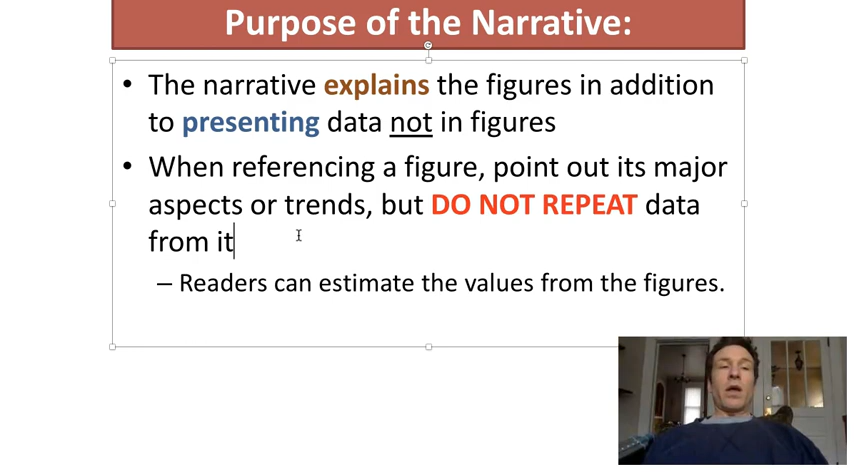 Purpose of the Narrative:
• The narrative explains the figures in addition
to presenting data not in figures
• When referencing a figure, point out its major
aspects or trends, but DO NOT REPEAT data
from it
– Readers can estimate the values from the figures.